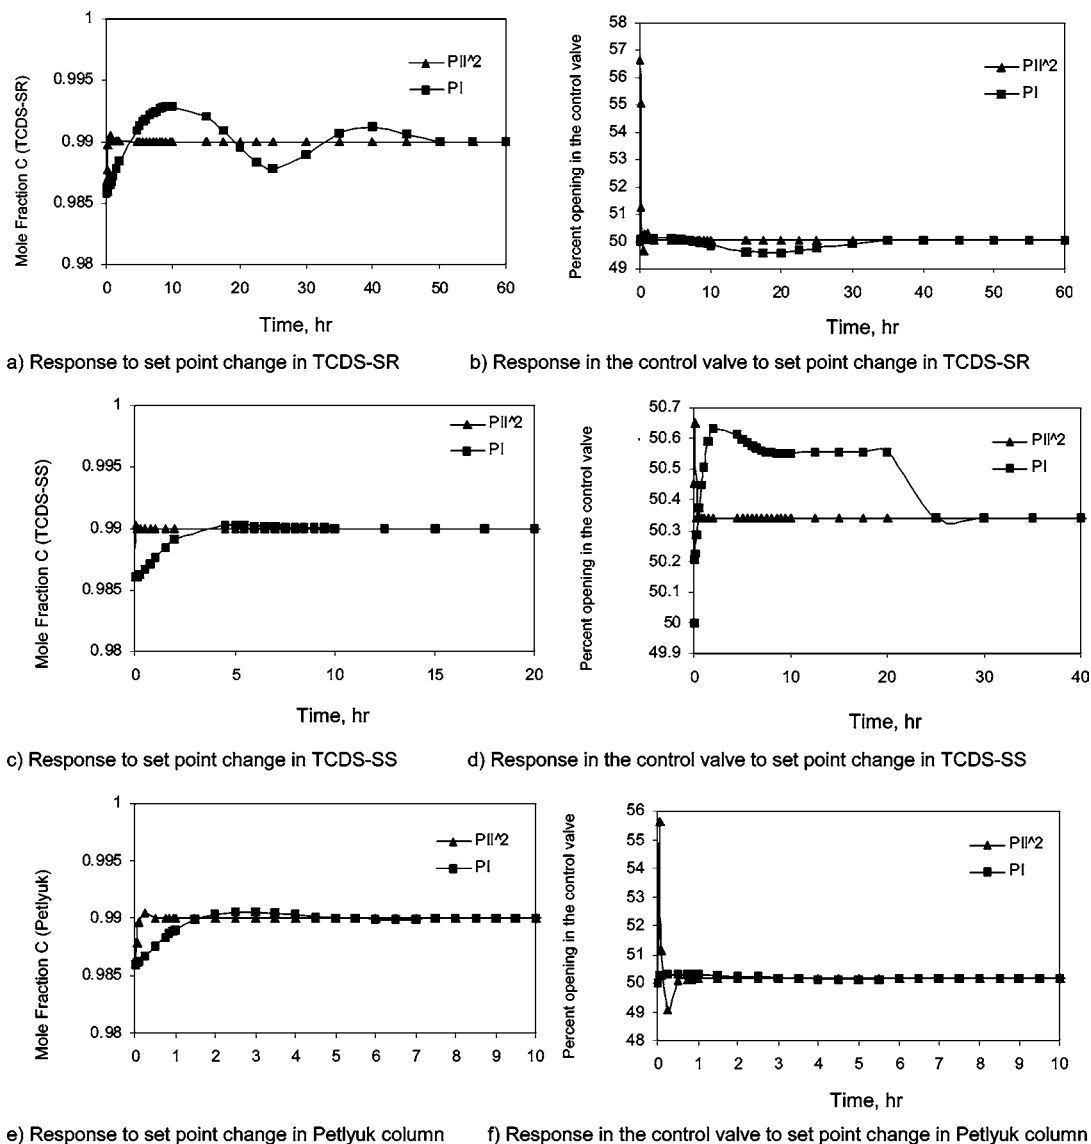 1
0.995
0.99
0.985
0.98
Mole Fraction C (TCDS-SR)
PII^2
PI
0 10 20 30 40 50 60
Time, hr
58
57
56
55
54
53
52
51
50
49
Percent opening in the control valve
PII^2
PI
0 10 20 30 40 50 60
Time, hr
a) Response to set point change in TCDS-SR
b) Response in the control valve to set point change in TCDS-SR
1
0.995
0.99
0.985
0.98
Mole Fraction C (TCDS-SS)
PII^2
PI
0 5 10 15 20
Time, hr
50.7
50.6
50.5
50.4
50.3
50.2
50.1
50
49.9
Percent opening in the control valve
PII^2
PI
0 10 20 30 40
Time, hr
c) Response to set point change in TCDS-SS
d) Response in the control valve to set point change in TCDS-SS
1
0.995
0.99
0.985
0.98
Mole Fraction C (Petlyuk)
PII^2
PI
0 1 2 3 4 5 6 7 8 9 10
56
55
54
53
52
51
50
49
48
Percent opening in the control valve
PII^2
PI
0 1 2 3 4 5 6 7 8 9 10
Time, hr
e) Response to set point change in Petlyuk column
f) Response in the control valve to set point change in Petlyuk column